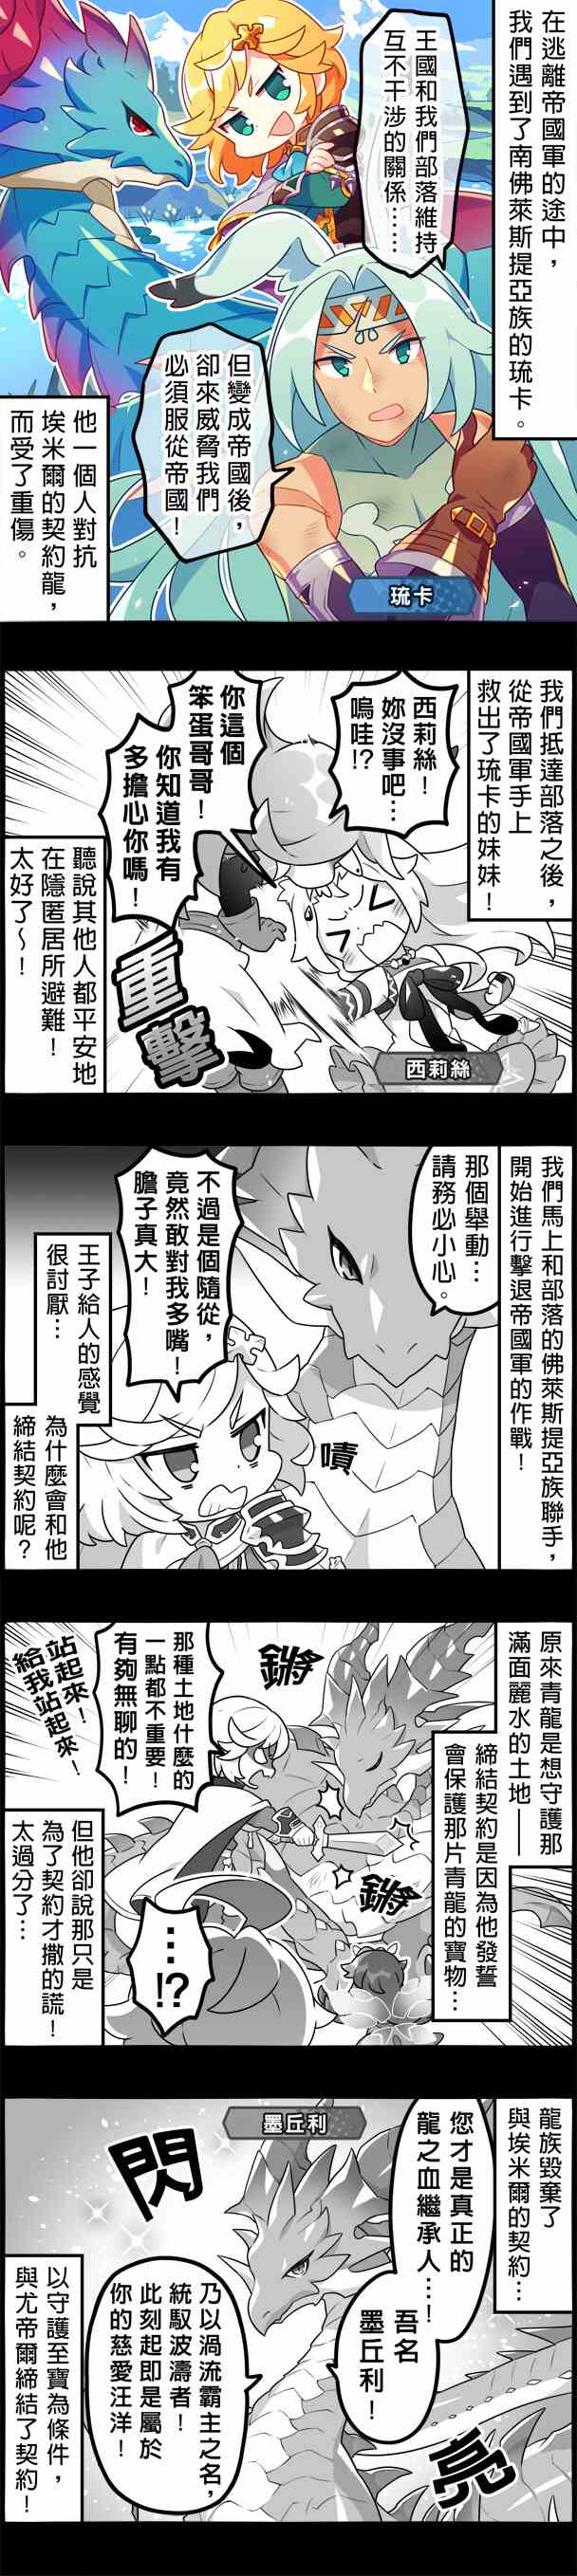 在逃離帝國軍的途中，
我們遇到了南佛萊斯提亞族的琉卡。
王國和我們部落維持
互不干涉的關係……
但變成帝國後，
卻來威脅我們
必須服從帝國！
琉卡
他一個人對抗
埃米爾的契約龍，
而受了重傷。
我們抵達部落之後，
從帝國軍手上
救出了琉卡的妹妹！
西莉絲！
妳沒事吧…
嗚哇!?
你這個
笨蛋哥哥！
你知道我有
多擔心你嗎！
重擊
西莉絲
聽說其他人都平安地
在隱匿居所避難！
太好了～！
我們馬上和部落的佛萊斯提亞族聯手，
開始進行擊退帝國軍的作戰！
那個舉動…
請務必小心。
不過是個隨從，
竟然敢對我多嘴！
膽子真大！
嘖
王子給人的感覺
很討厭…
為什麼會和他
締結契約呢？
原來青龍是想守護那
滿面麗水的土地——
締結契約是因為他發誓
會保護那片青龍的寶物…
鏘
鏘
那種土地什麼的
一點都不重要！
有夠無聊的！
站起來！
給我站起來！
…!?
但他卻說那只是
為了契約才撒的謊！
太過分了…
龍族毀棄了
與埃米爾的契約…
您才是真正的
龍之血繼承人…！
吾名
墨丘利！
墨丘利
閃
乃以渦流霸主之名，
統馭波濤者！
此刻起即是屬於
你的慈愛汪洋！
亮
以守護至寶為條件，
與尤帝爾締結了契約！